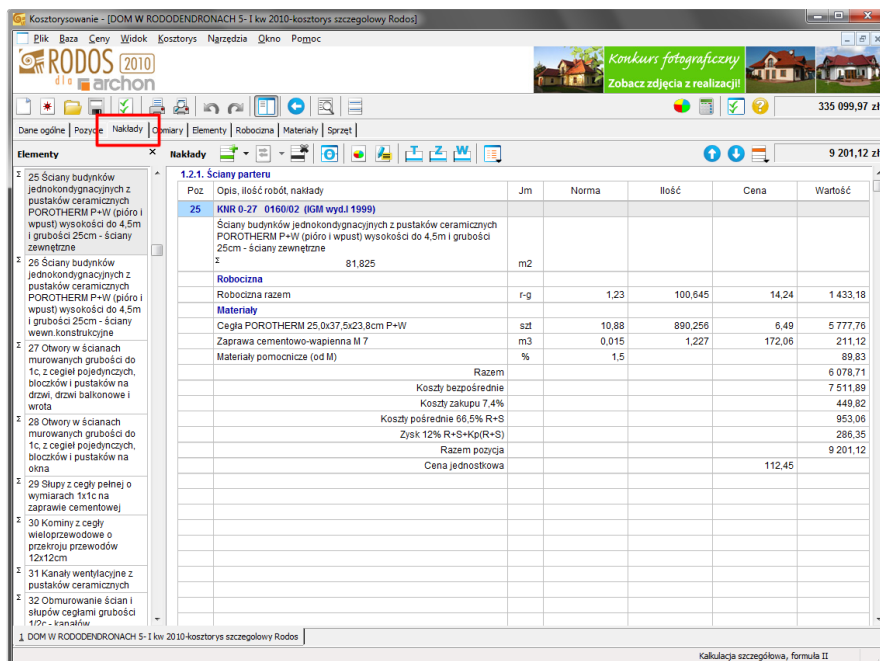 Kosztorysowanie - [DOM W RODODENDRONACH 5- I kw 2010-kosztorys szczegolowy Rodos]
Plik Baza Ceny Widok Kosztorys Narzędzia Okno Pomoc
RODOS 2010
dla archon
Konkurs fotograficzny
Zobacz zdjęcia z realizacji!
335 099,97 zł
Dane ogólne Pozycje Nakłady Obmiary Elementy Robocizna Materiały Sprzęt
Elementy × Nakłady T Z W 9 201,12 zł
Σ 25 Ściany budynków
jednokondygnacyjnych z
pustaków ceramicznych
POROTHERM P+W (pióro i
wpust) wysokości do 4,5m
i grubości 25cm - ściany
zewnętrzne
Σ 26 Ściany budynków
jednokondygnacyjnych z
pustaków ceramicznych
POROTHERM P+W (pióro i
wpust) wysokości do 4,5m
i grubości 25cm - ściany
wewn.konstrukcyjne
Σ 27 Otwory w ścianach
murowanych grubości do
1c, z cegieł pojedynczych,
bloczków i pustaków na
drzwi, drzwi balkonowe i
wrota
Σ 28 Otwory w ścianach
murowanych grubości do
1c, z cegieł pojedynczych,
bloczków i pustaków na
okna
Σ 29 Słupy z cegły pełnej o
wymiarach 1x1c na
zaprawie cementowej
Σ 30 Kominy z cegły
wieloprzewodowe o
przekroju przewodów
12x12cm
Σ 31 Kanały wentylacyjne z
pustaków ceramicznych
Σ 32 Obmurowanie ścian i
słupów cegłami grubości
1/2c - kanałów
1.2.1. Ściany parteru
Poz Opis, ilość robót, nakłady Jm Norma Ilość Cena Wartość
25 KNR 0-27 0160/02 (IGM wyd.I 1999)
Ściany budynków jednokondygnacyjnych z pustaków ceramicznych
POROTHERM P+W (pióro i wpust) wysokości do 4,5m i grubości
25cm - ściany zewnętrzne
Σ 81,825 m2
Robocizna
Robocizna razem r-g 1,23 100,645 14,24 1 433,18
Materiały
Cegła POROTHERM 25,0x37,5x23,8cm P+W szt 10,88 890,256 6,49 5 777,76
Zaprawa cementowo-wapienna M 7 m3 0,015 1,227 172,06 211,12
Materiały pomocnicze (od M) % 1,5 89,83
Razem 6 078,71
Koszty bezpośrednie 7 511,89
Koszty zakupu 7,4% 449,82
Koszty pośrednie 66,5% R+S 953,06
Zysk 12% R+S+Kp(R+S) 286,35
Razem pozycja 9 201,12
Cena jednostkowa 112,45
1 DOM W RODODENDRONACH 5- I kw 2010-kosztorys szczegolowy Rodos
Kalkulacja szczegółowa, formuła II